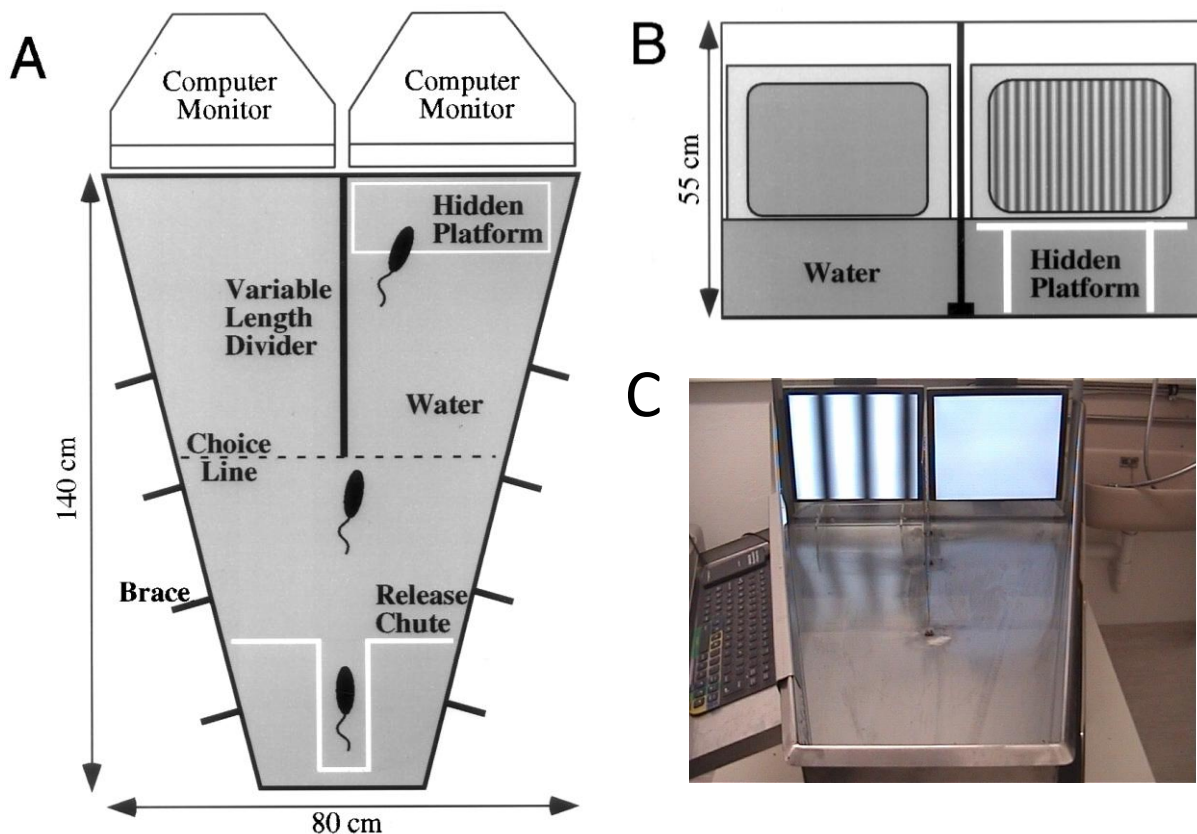 A
Computer
Monitor
Computer
Monitor
Hidden
Platform
Variable
Length
Divider
Water
Choice
Line
140 cm
Brace
Release
Chute
80 cm
B
55 cm
Water
Hidden
Platform
C